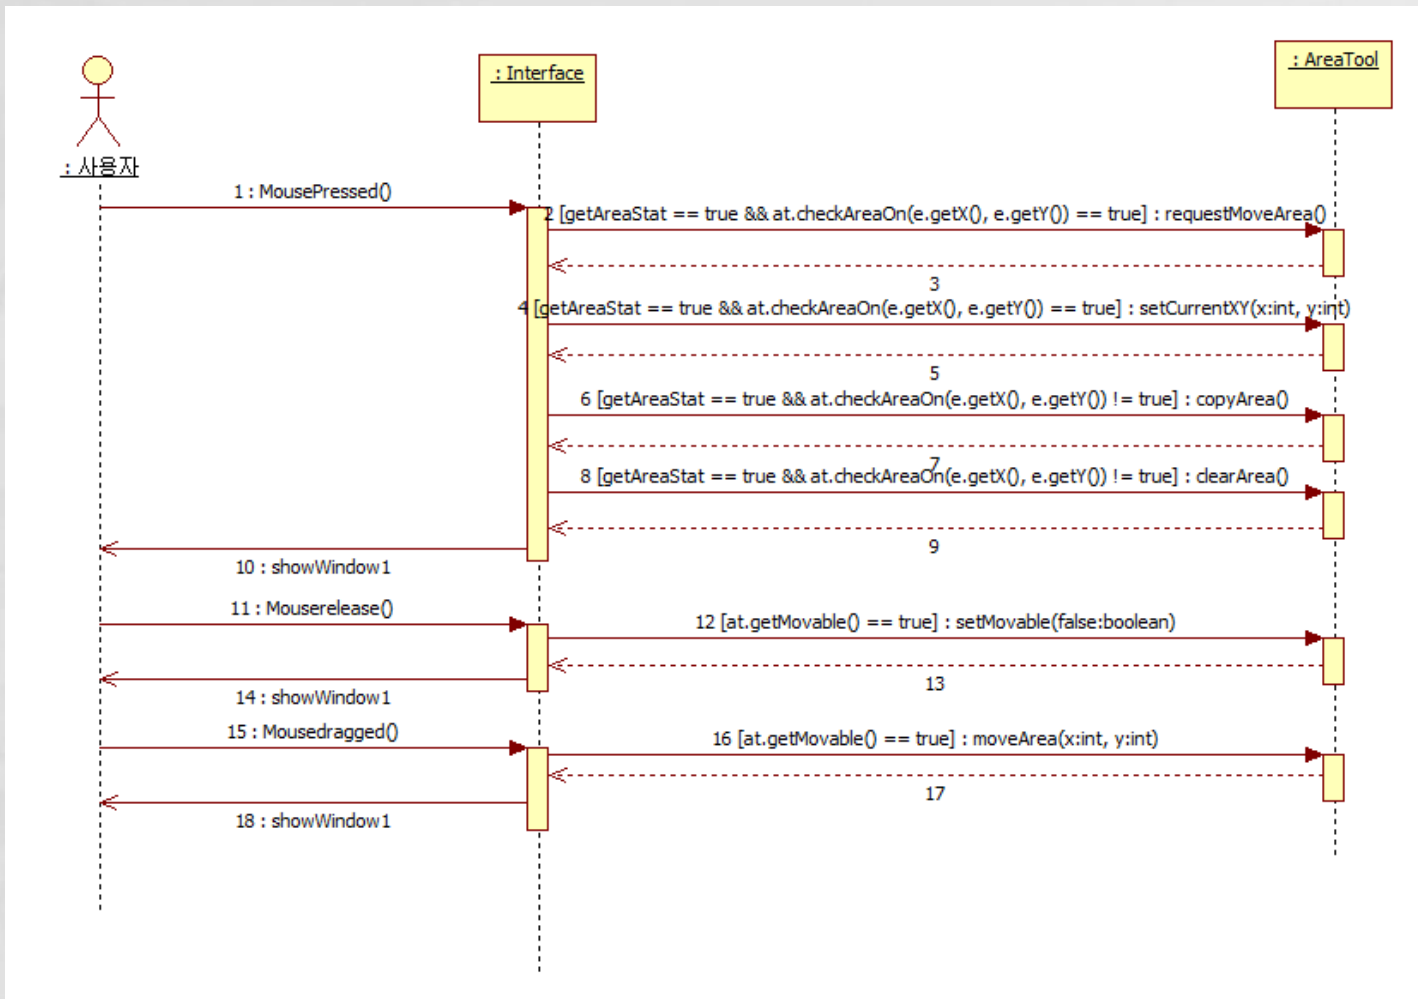 : 사용자
: Interface
: AreaTool
1 : MousePressed()
2 [getAreaStat == true && at.checkAreaOn(e.getX(), e.getY()) == true] : requestMoveArea()
3
4 [getAreaStat == true && at.checkAreaOn(e.getX(), e.getY()) == true] : setCurrentXY(x:int, y:int)
5
6 [getAreaStat == true && at.checkAreaOn(e.getX(), e.getY()) != true] : copyArea()
7
8 [getAreaStat == true && at.checkAreaOn(e.getX(), e.getY()) != true] : clearArea()
9
10 : showWindow1
11 : Mouserelease()
12 [at.getMovable() == true] : setMovable(false:boolean)
13
14 : showWindow1
15 : Mousedragged()
16 [at.getMovable() == true] : moveArea(x:int, y:int)
17
18 : showWindow1